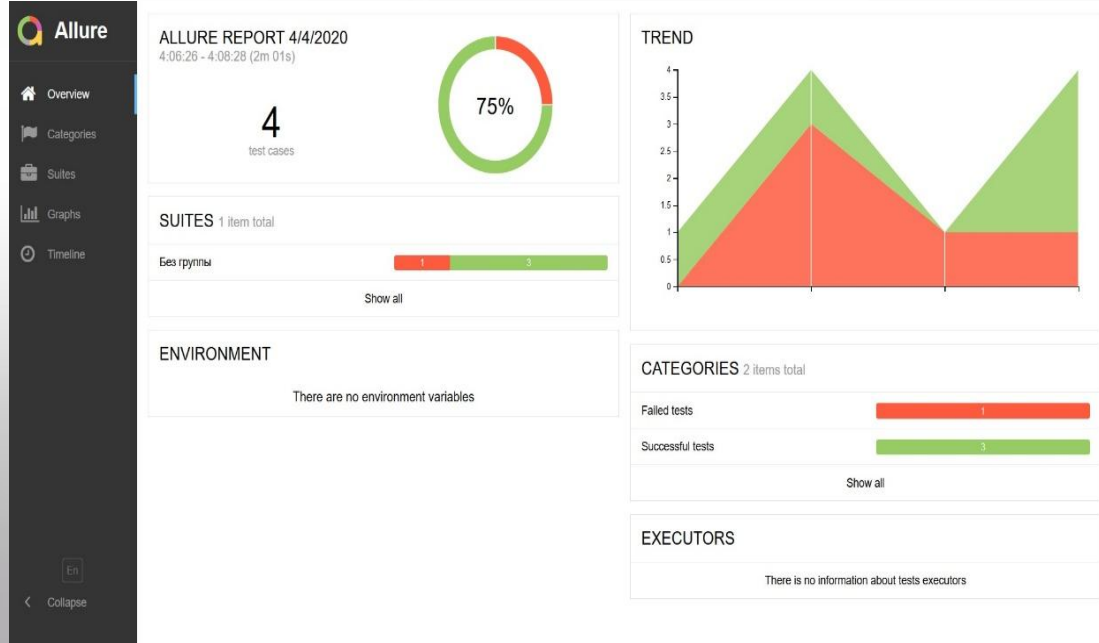 Allure
Overview
Categories
Suites
Graphs
Timeline
En
Collapse
ALLURE REPORT 4/4/2020
4:06:26 - 4:08:28 (2m 01s)
4
test cases
75%
SUITES 1 item total
Без группы 1 3
Show all
ENVIRONMENT
There are no environment variables
TREND
4
3.5
3
2.5
2
1.5
1
0.5
0
CATEGORIES 2 items total
Failed tests 1
Successful tests 3
Show all
EXECUTORS
There is no information about tests executors